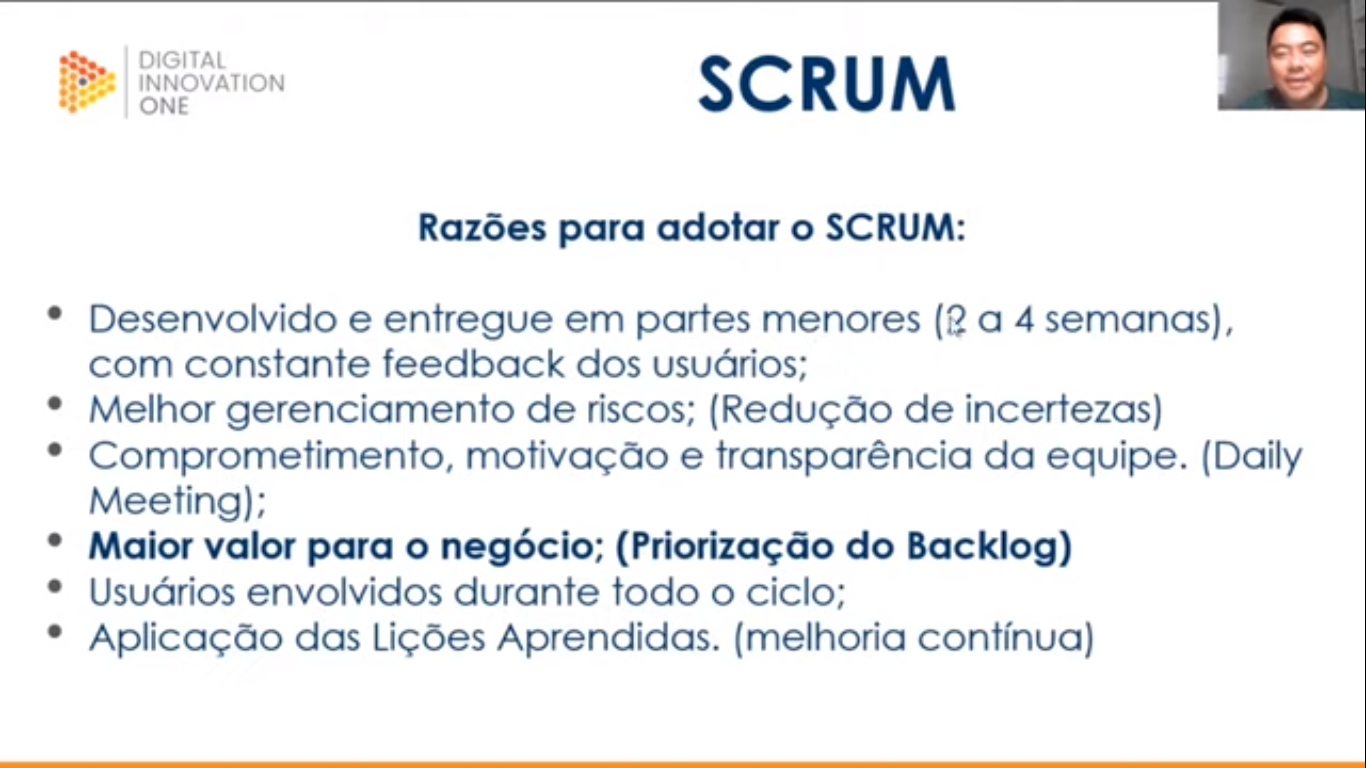 DIGITAL
INNOVATION
ONE
SCRUM
Razões para adotar o SCRUM:
• Desenvolvido e entregue em partes menores (2 a 4 semanas),
com constante feedback dos usuários;
• Melhor gerenciamento de riscos; (Redução de incertezas)
• Comprometimento, motivação e transparência da equipe. (Daily
Meeting);
• Maior valor para o negócio; (Priorização do Backlog)
• Usuários envolvidos durante todo o ciclo;
• Aplicação das Lições Aprendidas. (melhoria contínua)